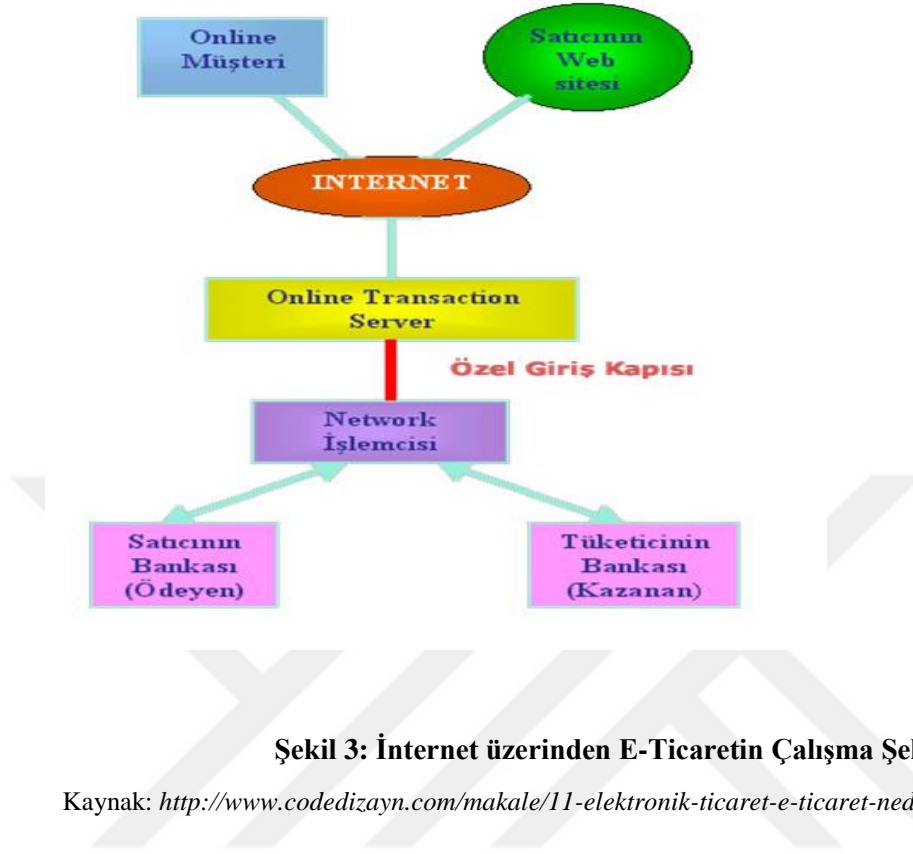 Online
Müşteri
Satıcının
Web
sitesi
INTERNET
Online Transaction
Server
Özel Giriş Kapısı
Network
İşlemcisi
Satıcının
Bankası
(Ödeyen)
Tüketicinin
Bankası
(Kazanan)
Şekil 3: İnternet üzerinden E-Ticaretin Çalışma
Kaynak: http://www.codedizayn.com/makale/11-elektronik-ticaret-e-ticaret-ned